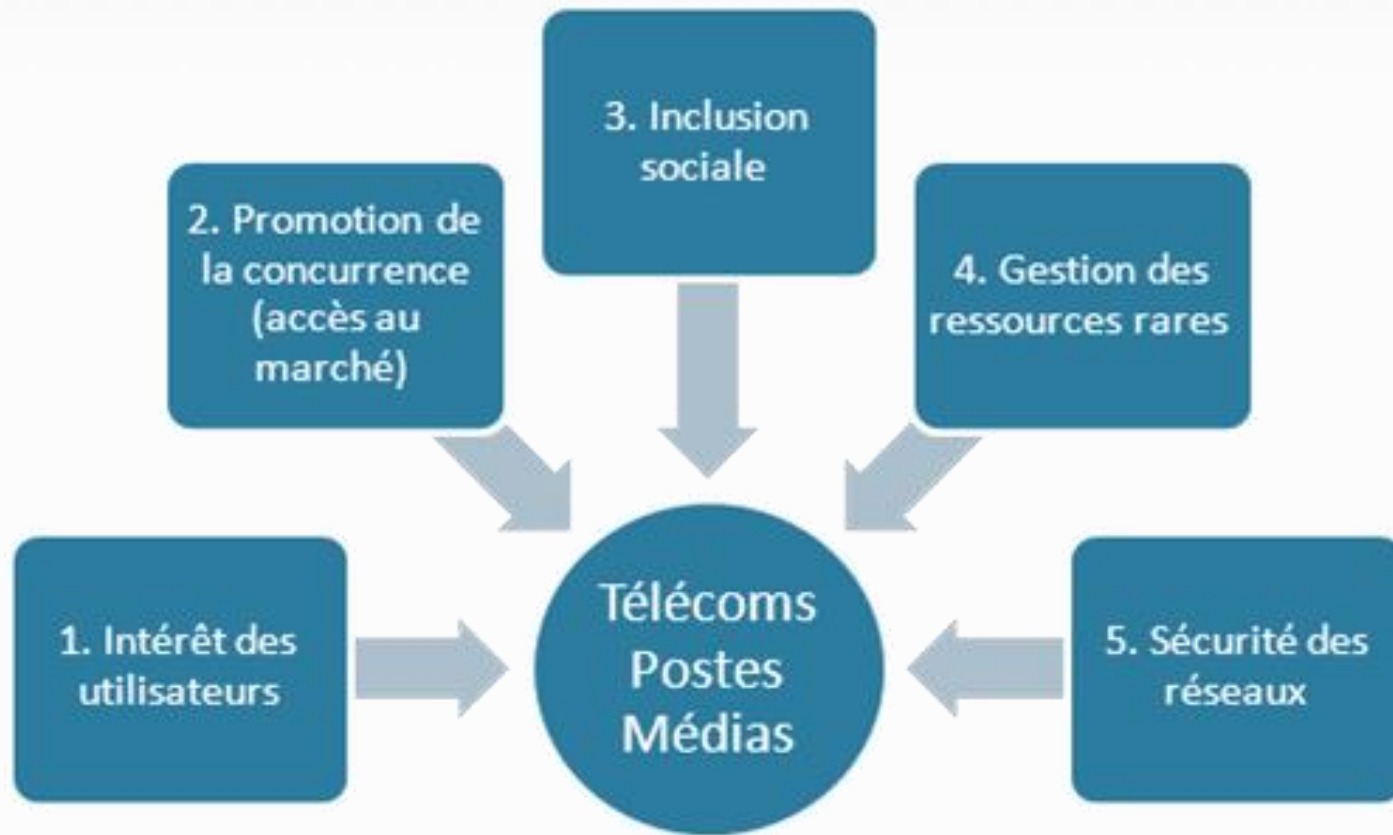 1. Intérêt des
utilisateurs
2. Promotion de
la concurrence
(accès au
marché)
3. Inclusion
sociale
4. Gestion des
ressources rares
5. Sécurité des
réseaux
Télécoms
Postes
Médias